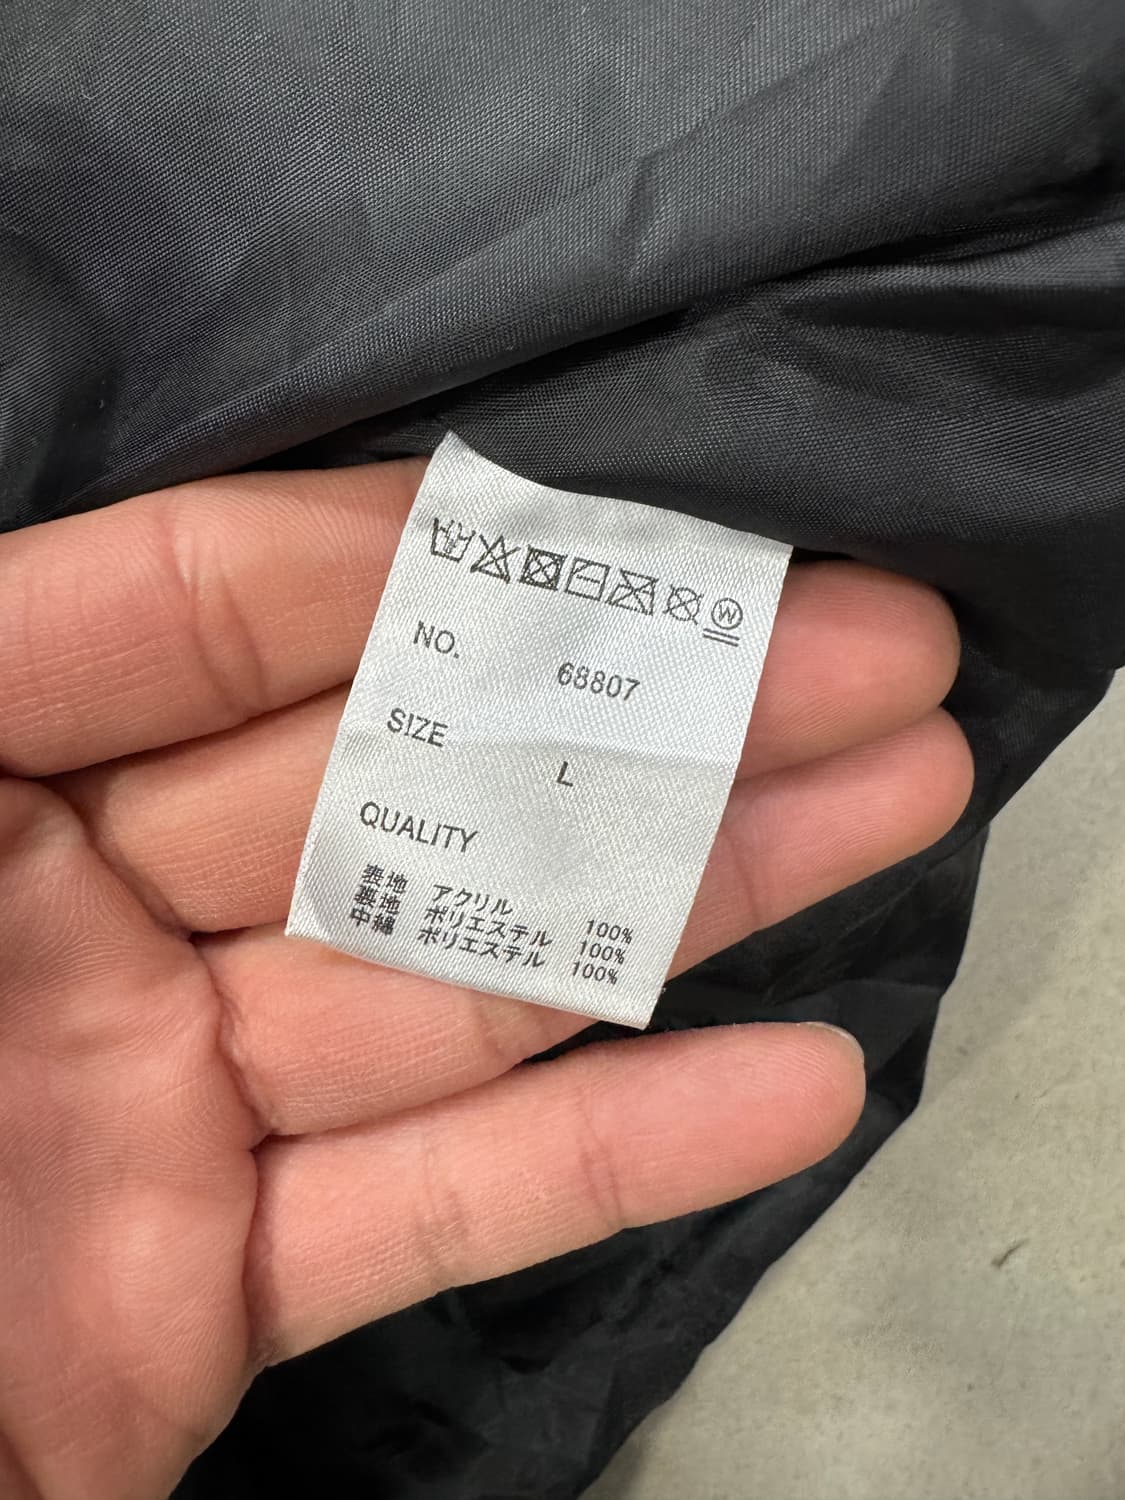 W
NO.
68807
SIZE
L
QUALITY
表地 アクリル 100%
裏地 ポリエステル 100%
中綿 ポリエステル 100%